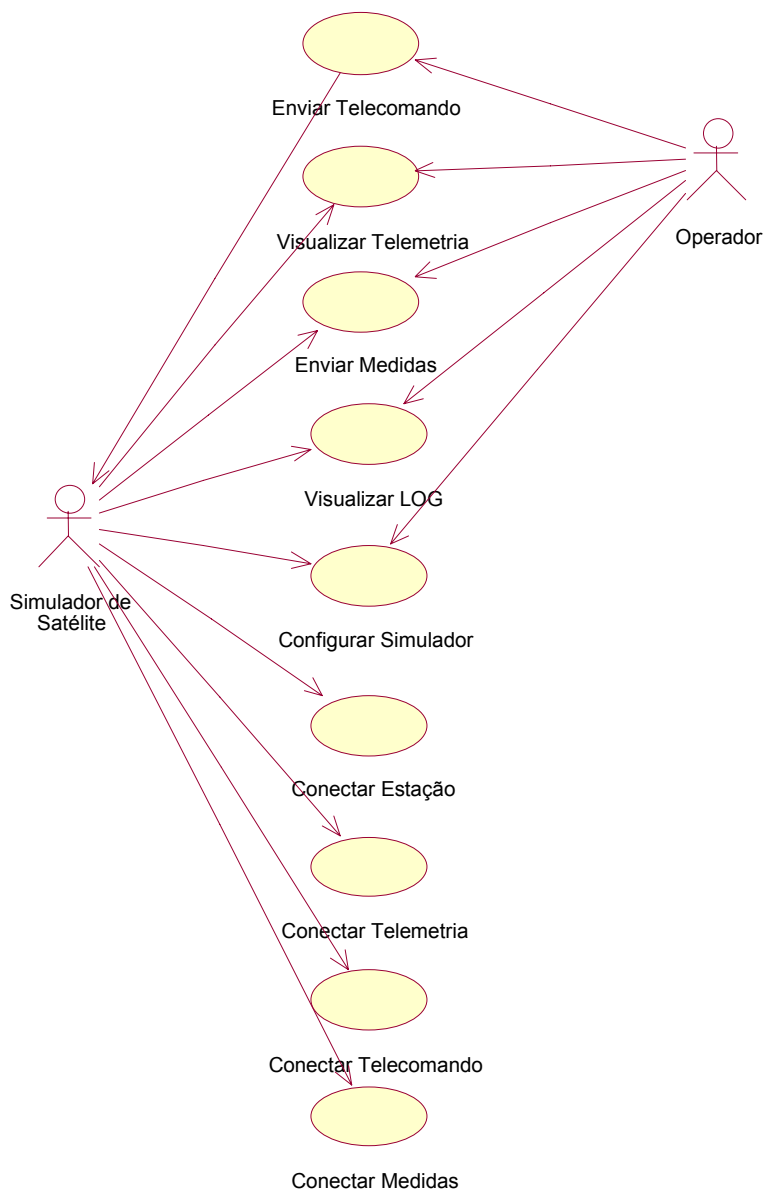 Enviar Telecomando
Visualizar Telemetria
Operador
Enviar Medidas
Visualizar LOG
Simulador de
Satélite
Configurar Simulador
Conectar Estação
Conectar Telemetria
Conectar Telecomando
Conectar Medidas